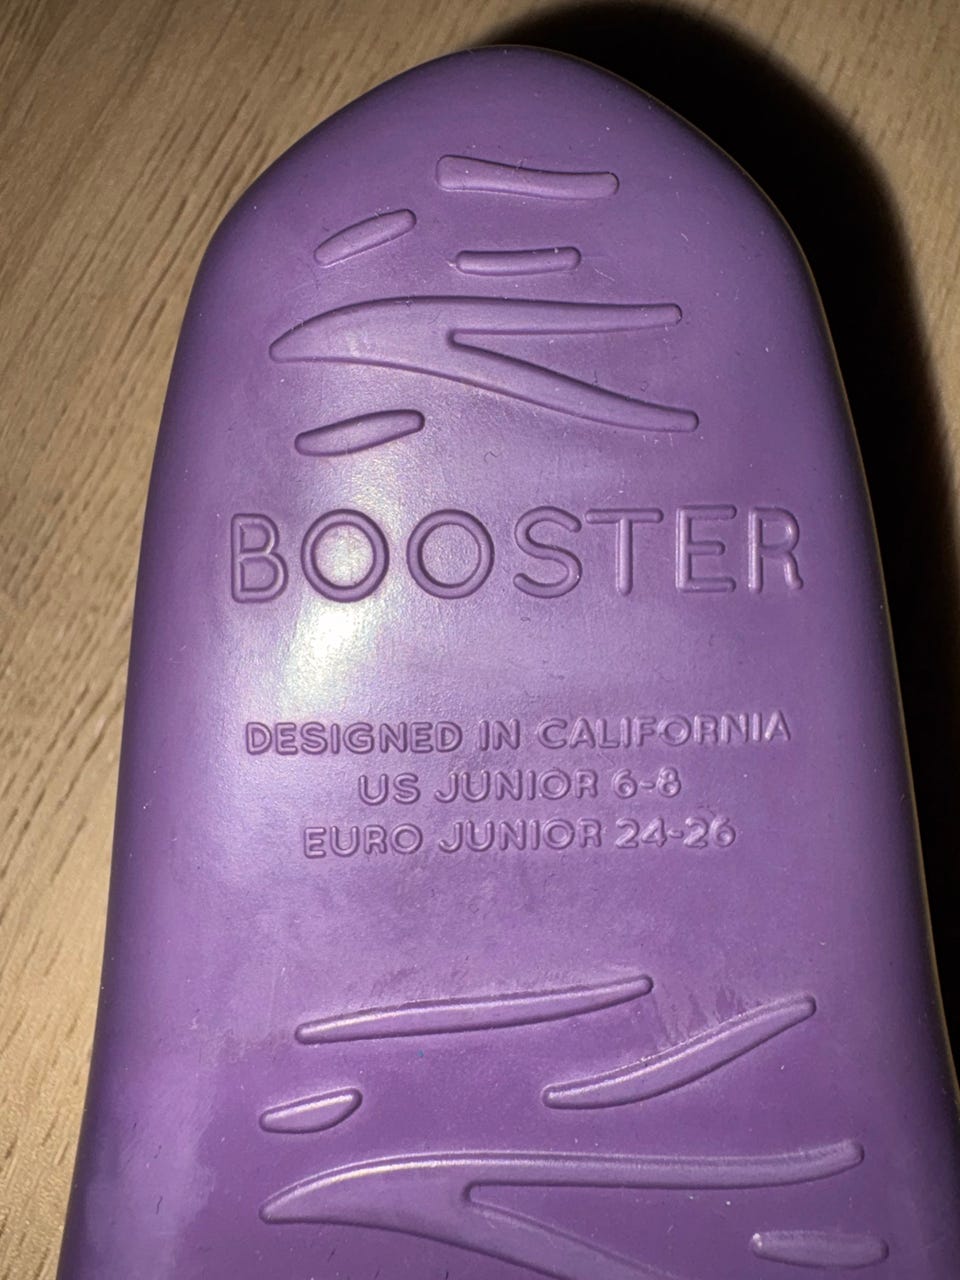 BOOSTER
DESIGNED IN CALIFORNIA
US JUNIOR 6-8
EURO JUNIOR 24-26